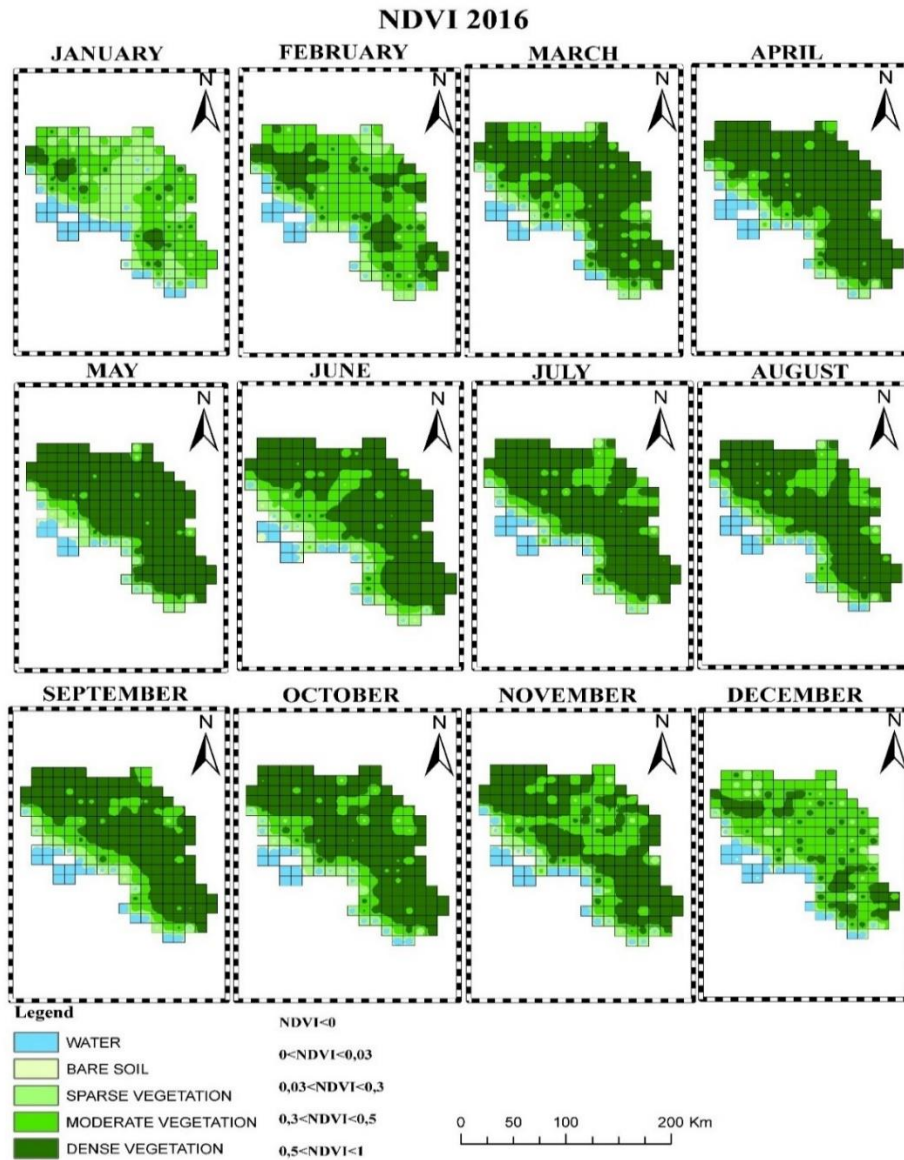 NDVI 2016
JANUARY
FEBRUARY
MARCH
APRIL
N
N
N
N
MAY
JUNE
JULY
AUGUST
N
N
N
N
SEPTEMBER
OCTOBER
NOVEMBER
DECEMBER
N
N
N
N
Legend
WATER
NDVI<0
BARE SOIL
0<NDVI<0,03
SPARSE VEGETATION
0,03<NDVI<0,3
MODERATE VEGETATION
0,3<NDVI<0,5
DENSE VEGETATION
0,5<NDVI<1
0 50 100 200 Km